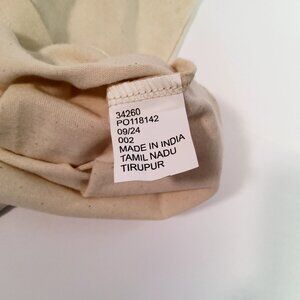 34260
PO118142
09/24
002
MADE IN INDIA
TAMIL NADU
TIRUPUR